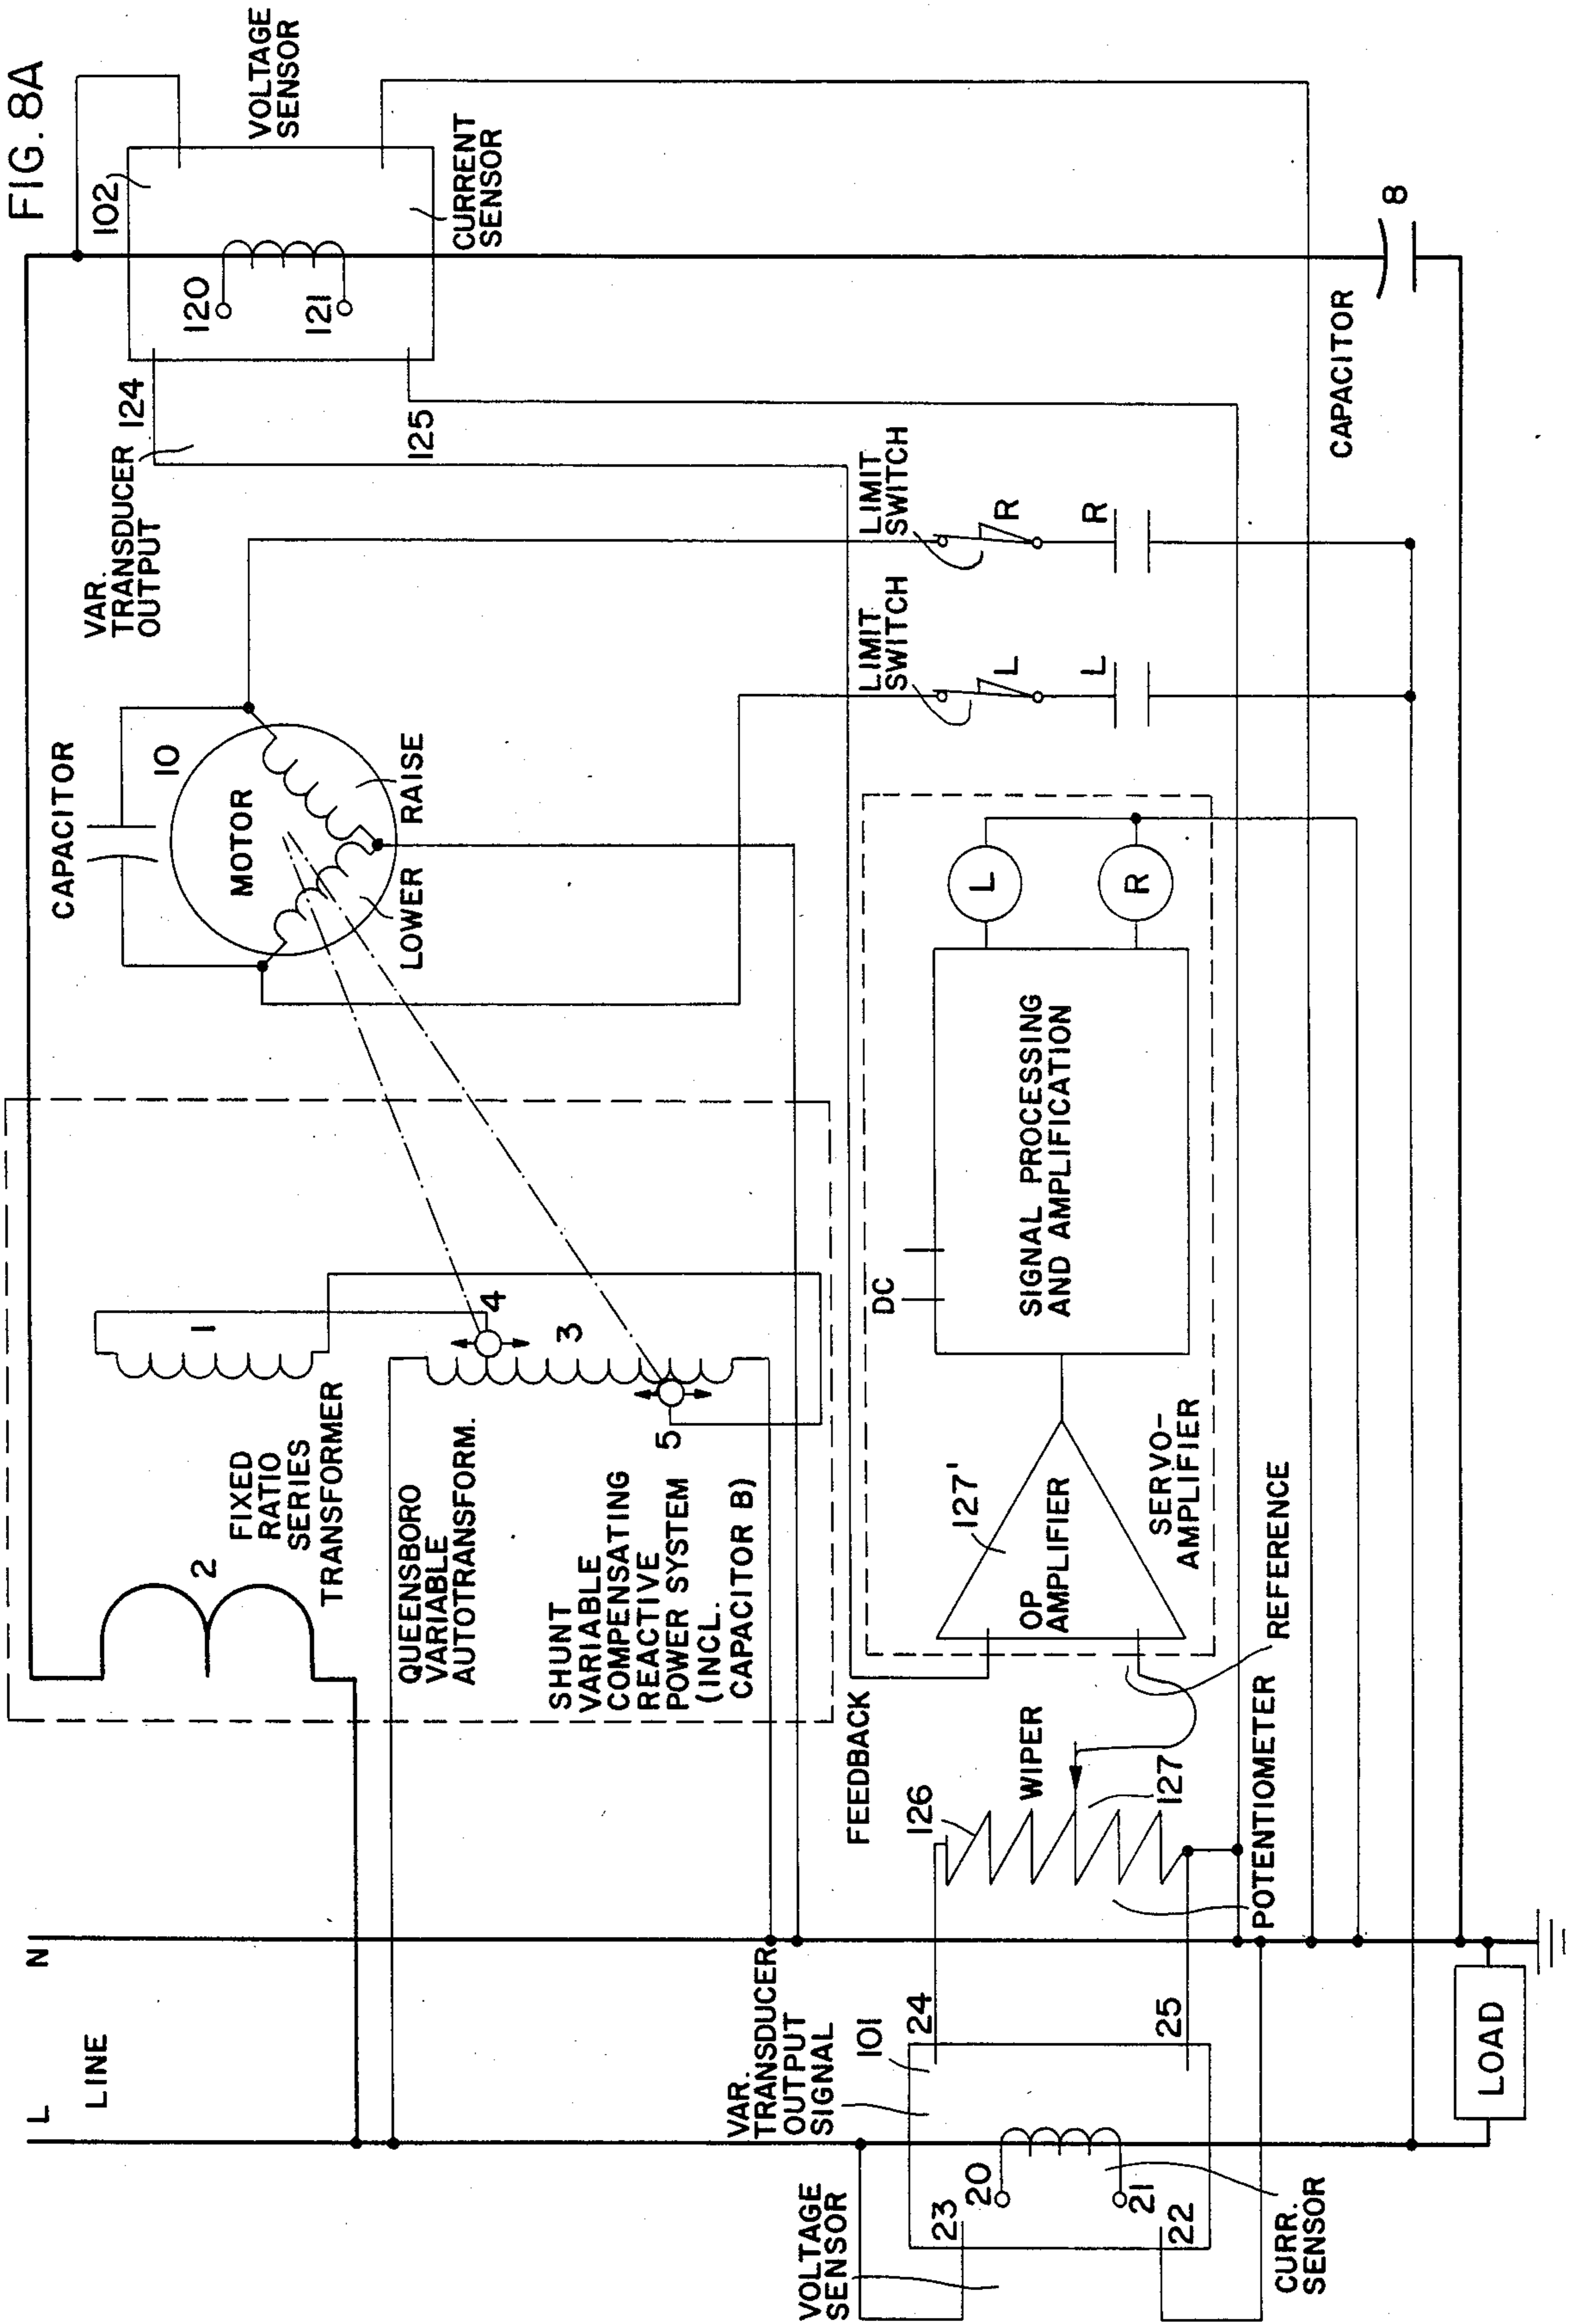 FIG. 8A
L
LINE
N
2
FIXED
RATIO
SERIES
TRANSFORMER
1
QUEENSBORO
VARIABLE
AUTOTRANSFORM.
4
3
5
SHUNT
VARIABLE
COMPENSATING
REACTIVE
POWER SYSTEM
(INCL.
CAPACITOR B)
CAPACITOR
10
MOTOR
LOWER
RAISE
VAR.
TRANSDUCER
OUTPUT
124
125
102
120
121
VOLTAGE
SENSOR
CURRENT
SENSOR
VAR.
TRANSDUCER
OUTPUT
SIGNAL
101
24
25
VOLTAGE
SENSOR
23
20
21
22
CURR.
SENSOR
FEEDBACK
126
WIPER
127
POTENTIOMETER
REFERENCE
127'
OP
AMPLIFIER
SERVO-
AMPLIFIER
DC
SIGNAL PROCESSING
AND AMPLIFICATION
L
R
LIMIT
SWITCH
L
L
LIMIT
SWITCH
R
R
CAPACITOR
8
LOAD